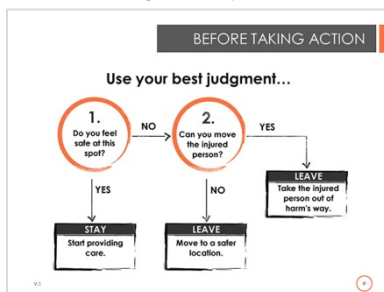 BEFORE TAKING ACTION
Use your best judgment...
1.
Do you feel
safe at this
spot?
NO
2.
Can you move
the injured
person?
YES
LEAVE
Take the injured
person out of
harm's way.
YES
STAY
Start providing
care.
NO
LEAVE
Move to a safer
location.
V.1